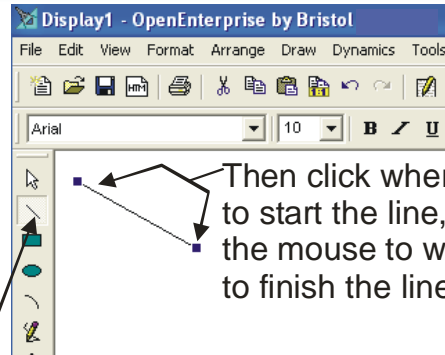 Display1 - OpenEnterprise by Bristol
File Edit View Format Arrange Draw Dynamics Tools
HTM
Arial 10 B I U
Then click
to start the line,
the mouse to
to finish the line